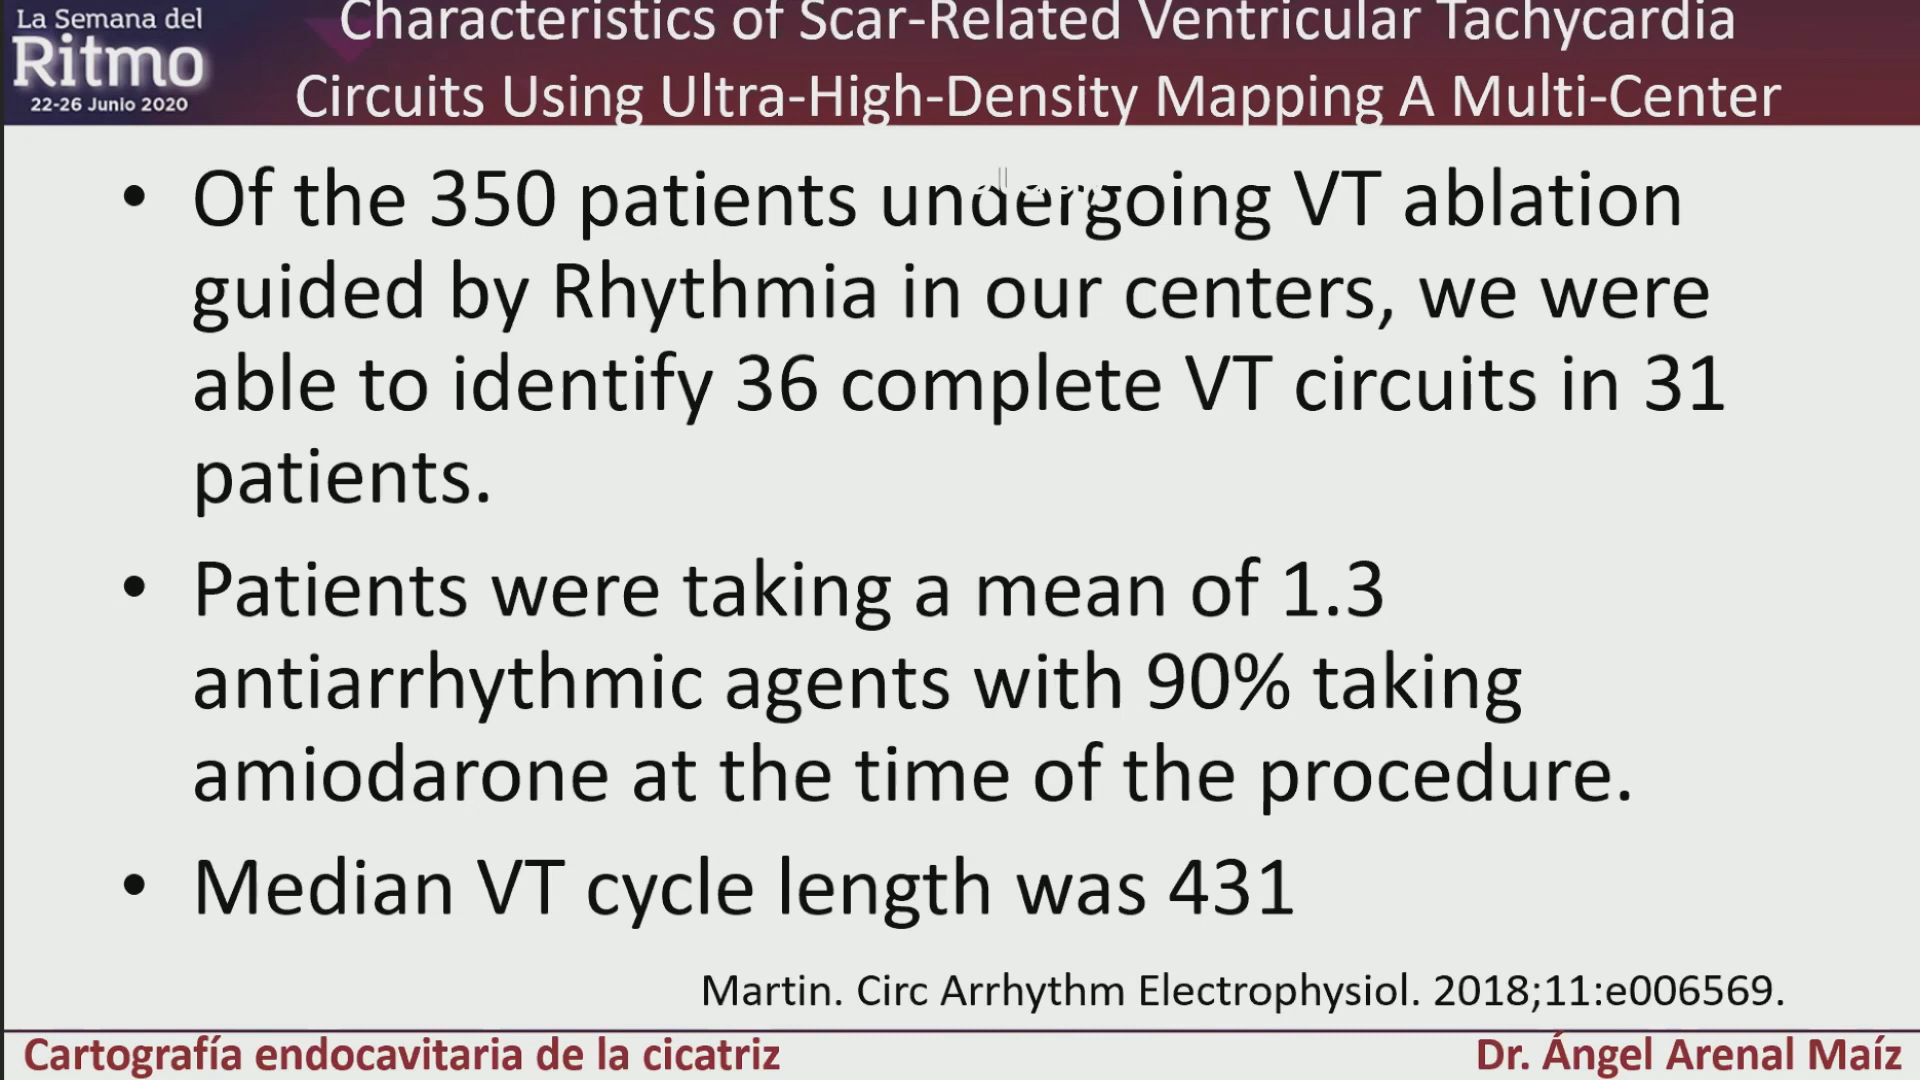 La Semana del
Ritmo
22-26 Junio 2020
Characteristics of Scar-Related Ventricular Tachycardia
Circuits Using Ultra-High-Density Mapping A Multi-Center
• Of the 350 patients undergoing VT ablation
guided by Rhythmia in our centers, we were
able to identify 36 complete VT circuits in 31
patients.
• Patients were taking a mean of 1.3
antiarrhythmic agents with 90% taking
amiodarone at the time of the procedure.
• Median VT cycle length was 431
Martin. Circ Arrhythm Electrophysiol. 2018;11:e006569.
Cartografía endocavitaria de la cicatriz
Dr. Ángel Arenal Maíz